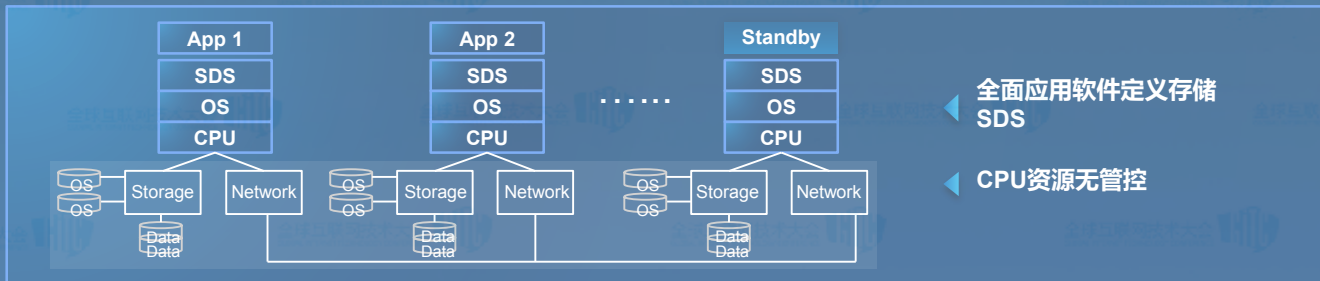 App 1
App 2
Standby
SDS
SDS
SDS
OS
OS
OS
······
CPU
CPU
CPU
全面应用软件定义存储
SDS
CPU资源无管控
OS
OS
Storage
Network
OS
OS
Storage
Network
OS
OS
Storage
Network
Data
Data
Data
Data
Data
Data